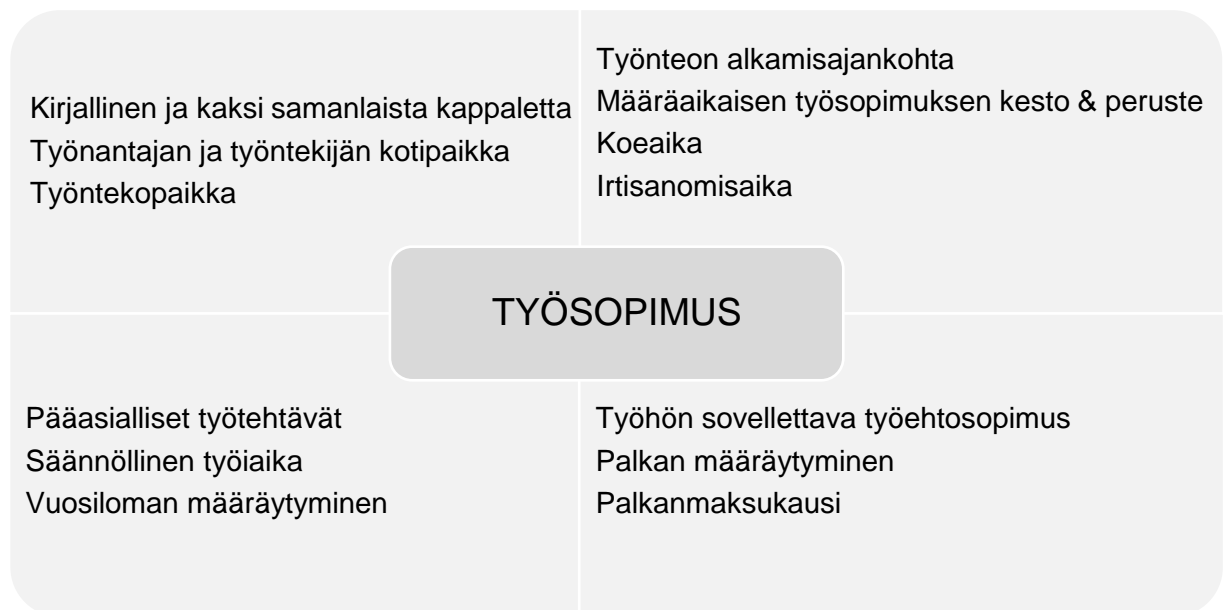 Kirjallinen ja kaksi samanlaista kappaletta
Työnantajan ja työntekijän kotipaikka
Työntekopaikka
Työnteon alkamisajankohta
Määräaikaisen työsopimuksen kesto & peruste
Koeaika
Irtisanomisaika
TYÖSOPIMUS
Pääasialliset työtehtävät
Säännöllinen työiaika
Vuosiloman määräytyminen
Työhön sovellettava työehtosopimus
Palkan määräytyminen
Palkanmaksukausi